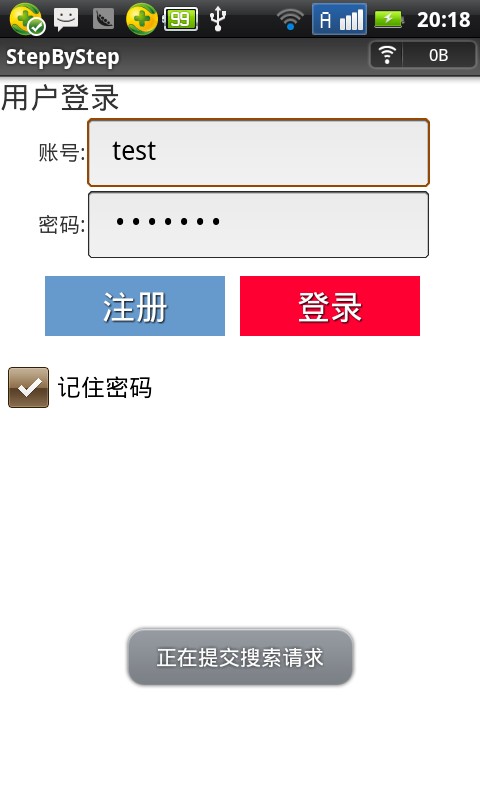 99 A 20:18
StepByStep 0B
用户登录
账号: test
密码: •••••••
注册 登录
记住密码
正在提交搜索请求